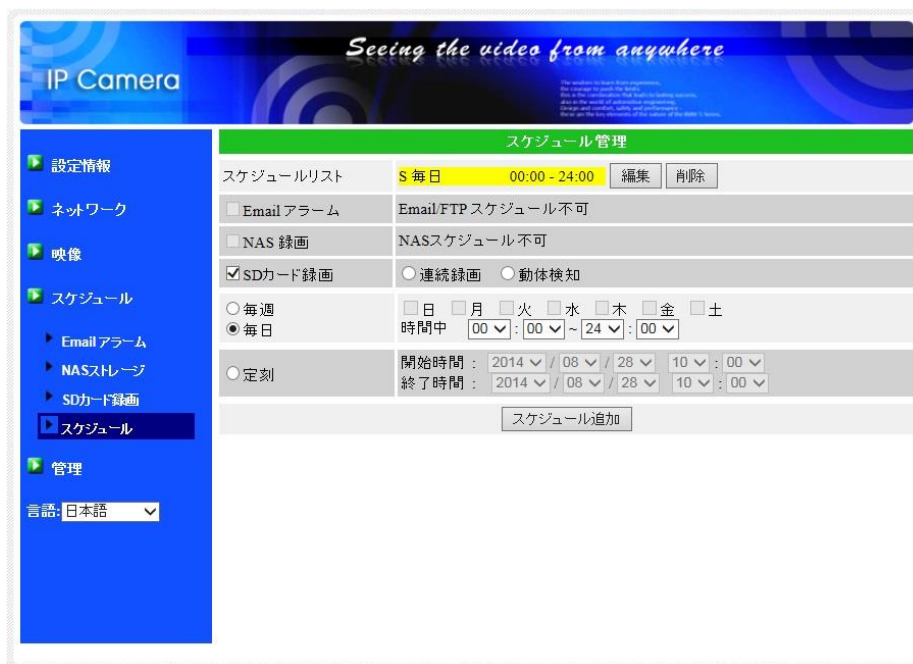 Seeing the video from anywhere
IP Camera
設定情報
ネットワーク
映像
スケジュール
Email アラーム
NASストレージ
SDカード録画
スケジュール
管理
言語: 日本語
スケジュール管理
スケジュールリスト S 毎日 00:00 - 24:00 編集 削除
Email アラーム Email/FTP スケジュール不可
NAS 録画 NASスケジュール不可
SDカード録画 連続録画 動体検知
毎週 日 月 火 水 木 金 土
毎日 時間中 00 : 00 ~ 24 : 00
定刻 開始時間 : 2014 / 08 / 28 10 : 00
終了時間 : 2014 / 08 / 28 10 : 00
スケジュール追加